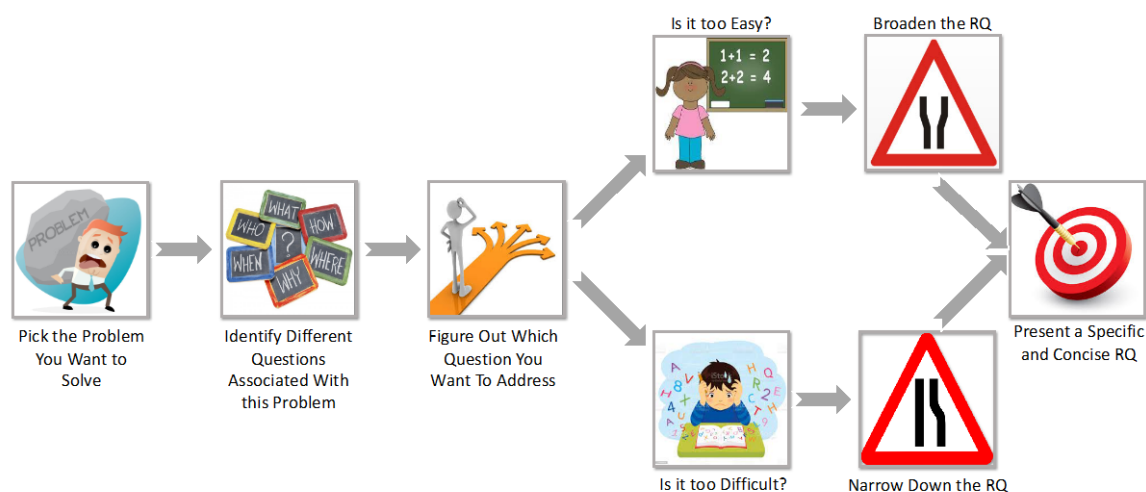 Is it too Easy?
Broaden the RQ
1+1 = 2
2+2 = 4
PROBLEM
WHAT
WHO
HOW
?
WHEN
WHERE
WHY
Pick the Problem
You Want to
Solve
Identify Different
Questions
Associated With
this Problem
Figure Out Which
Question You
Want To Address
Present a Specific
and Concise RQ
Is it too Difficult?
Narrow Down the RQ